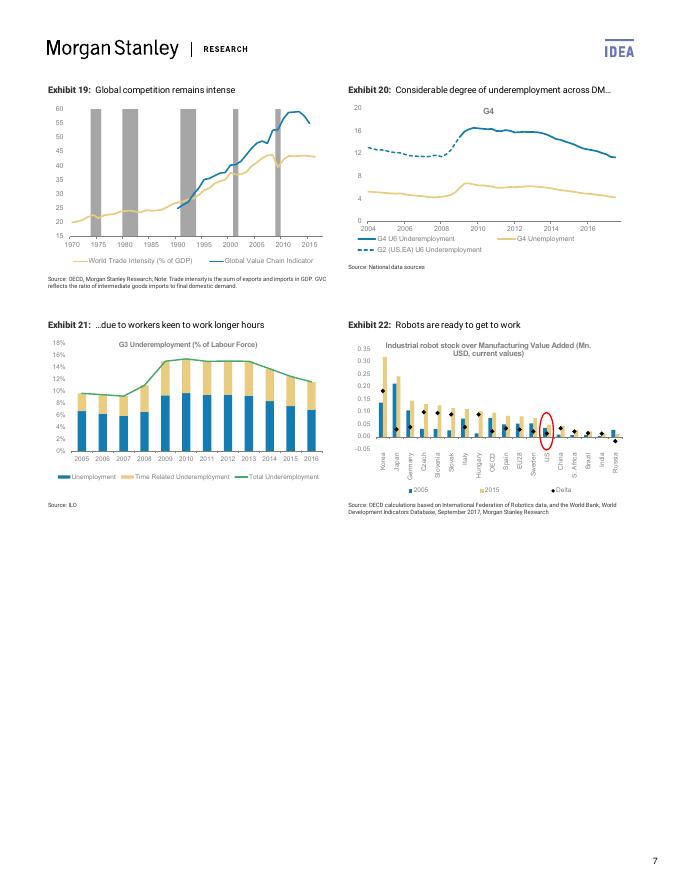 Morgan Stanley | RESEARCH
IDEA
Exhibit 19: Global competition remains intense
60
55
50
45
40
35
30
25
20
15
1970 1975 1980 1985 1990 1995 2000 2005 2010 2015
World Trade Intensity (% of GDP) Global Value Chain Indicator
Source: OECD, Morgan Stanley Research; Note: Trade intensity is the sum of exports and imports in GDP. GVC
reflects the ratio of intermediate goods imports to final domestic demand.
Exhibit 20: Considerable degree of underemployment across DM...
G4
20
16
12
8
4
0
2004 2006 2008 2010 2012 2014 2016
G4 U6 Underemployment G4 Unemployment
G2 (US,EA) U6 Underemployment
Source: National data sources
Exhibit 21: ...due to workers keen to work longer hours
G3 Underemployment (% of Labour Force)
18%
16%
14%
12%
10%
8%
6%
4%
2%
0%
2005 2006 2007 2008 2009 2010 2011 2012 2013 2014 2015 2016
Unemployment Time Related Underemployment Total Underemployment
Source: ILO
Exhibit 22: Robots are ready to get to work
Industrial robot stock over Manufacturing Value Added (Mn.
USD, current values)
0.35
0.30
0.25
0.20
0.15
0.10
0.05
0.00
-0.05
Korea
Japan
Germany
Czech
Slovenia
Slovak
Italy
Hungary
OECD
Spain
EU28
Sweden
US
China
S. Africa
Brazil
India
Russia
2005 2015 Delta
Source: OECD calculations based on International Federation of Robotics data, and the World Bank, World
Development Indicators Database, September 2017, Morgan Stanley Research
7